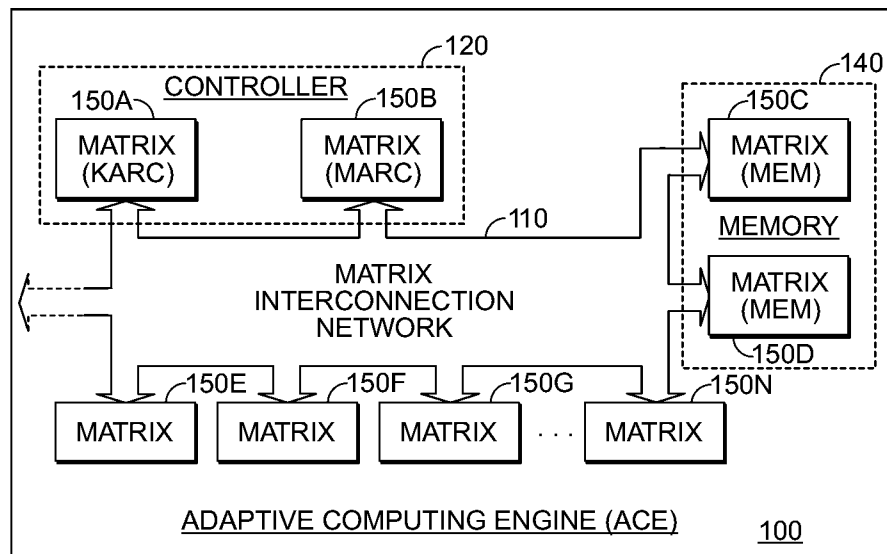 120
CONTROLLER
140
150A
150B
150C
MATRIX
(KARC)
MATRIX
(MARC)
MATRIX
(MEM)
110
MEMORY
MATRIX
INTERCONNECTION
NETWORK
MATRIX
(MEM)
150D
150E
150F
150G
150N
MATRIX
MATRIX
MATRIX
. . .
MATRIX
ADAPTIVE COMPUTING ENGINE (ACE)
100